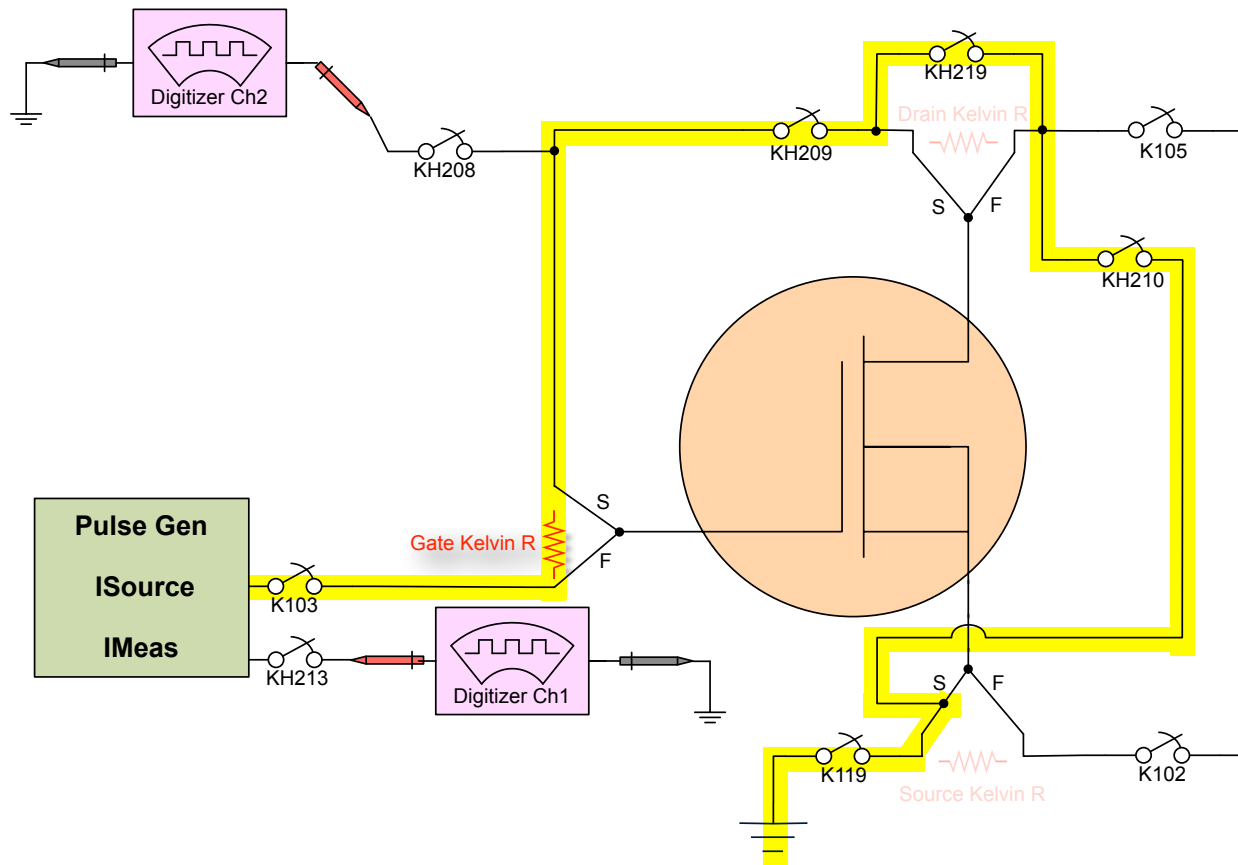 Digitizer Ch2
KH208
KH219
Drain Kelvin R
KH209
K105
S
F
KH210
Pulse Gen
ISource
IMeas
Gate Kelvin R
S
F
K103
KH213
Digitizer Ch1
S
F
K119
Source Kelvin R
K102